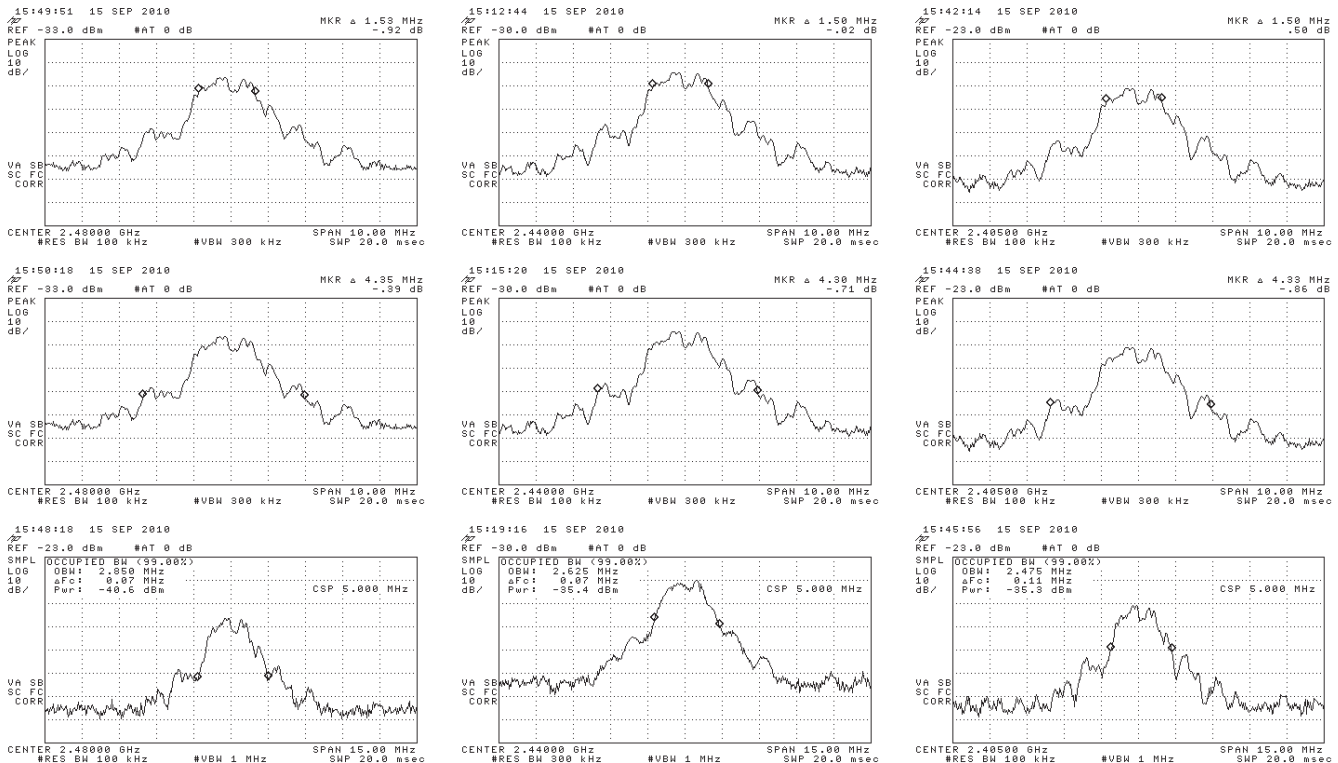 15:49:51 15 SEP 2010
MKR Δ 1.53 MHz
REF -33.0 dBm #AT 0 dB -.92 dB
PEAK
LOG
10
dB/
VA SB
SC FC
CORR
CENTER 2.48000 GHz SPAN 10.00 MHz
#RES BW 100 kHz #VBW 300 kHz SWP 20.0 msec
15:12:44 15 SEP 2010
MKR Δ 1.50 MHz
REF -30.0 dBm #AT 0 dB -.02 dB
PEAK
LOG
10
dB/
VA SB
SC FC
CORR
CENTER 2.44000 GHz SPAN 10.00 MHz
#RES BW 100 kHz #VBW 300 kHz SWP 20.0 msec
15:42:14 15 SEP 2010
MKR Δ 1.50 MHz
REF -23.0 dBm #AT 0 dB .50 dB
PEAK
LOG
10
dB/
VA SB
SC FC
CORR
CENTER 2.40500 GHz SPAN 10.00 MHz
#RES BW 100 kHz #VBW 300 kHz SWP 20.0 msec
15:50:18 15 SEP 2010
MKR Δ 4.35 MHz
REF -33.0 dBm #AT 0 dB -.39 dB
PEAK
LOG
10
dB/
VA SB
SC FC
CORR
CENTER 2.48000 GHz SPAN 10.00 MHz
#RES BW 100 kHz #VBW 300 kHz SWP 20.0 msec
15:15:20 15 SEP 2010
MKR Δ 4.30 MHz
REF -30.0 dBm #AT 0 dB -.71 dB
PEAK
LOG
10
dB/
VA SB
SC FC
CORR
CENTER 2.44000 GHz SPAN 10.00 MHz
#RES BW 100 kHz #VBW 300 kHz SWP 20.0 msec
15:44:38 15 SEP 2010
MKR Δ 4.33 MHz
REF -23.0 dBm #AT 0 dB -.86 dB
PEAK
LOG
10
dB/
VA SB
SC FC
CORR
CENTER 2.40500 GHz SPAN 10.00 MHz
#RES BW 100 kHz #VBW 300 kHz SWP 20.0 msec
15:48:18 15 SEP 2010
REF -23.0 dBm #AT 0 dB
SMPL OCCUPIED BW (99.00%)
LOG OBW: 2.850 MHz
10 ΔFc: 0.07 MHz
dB/ Pwr: -40.6 dBm CSP 5.000 MHz
VA SB
SC FC
CORR
CENTER 2.48000 GHz SPAN 15.00 MHz
#RES BW 100 kHz #VBW 1 MHz SWP 20.0 msec
15:19:16 15 SEP 2010
REF -30.0 dBm #AT 0 dB
SMPL OCCUPIED BW (99.00%)
LOG OBW: 2.625 MHz
10 ΔFc: 0.07 MHz
dB/ Pwr: -35.4 dBm CSP 5.000 MHz
VA SB
SC FC
CORR
CENTER 2.44000 GHz SPAN 15.00 MHz
#RES BW 100 kHz #VBW 1 MHz SWP 20.0 msec
15:45:56 15 SEP 2010
REF -23.0 dBm #AT 0 dB
SMPL OCCUPIED BW (99.00%)
LOG OBW: 2.475 MHz
10 ΔFc: 0.11 MHz
dB/ Pwr: -35.3 dBm CSP 5.000 MHz
VA SB
SC FC
CORR
CENTER 2.40500 GHz SPAN 15.00 MHz
#RES BW 100 kHz #VBW 1 MHz SWP 20.0 msec